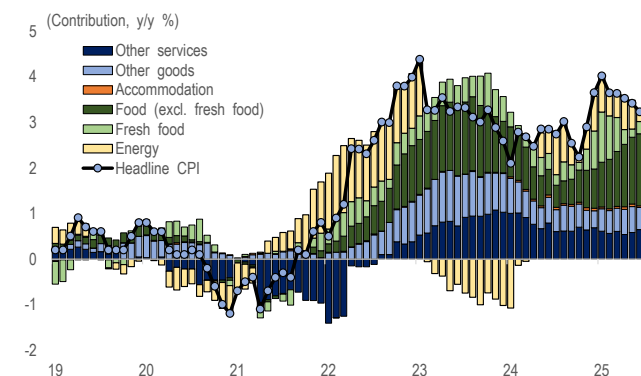 (Contribution, y/y %)
5
4
3
2
1
0
-1
-2
Other services
Other goods
Accommodation
Food (excl. fresh food)
Fresh food
Energy
Headline CPI
19 20 21 22 23 24 25